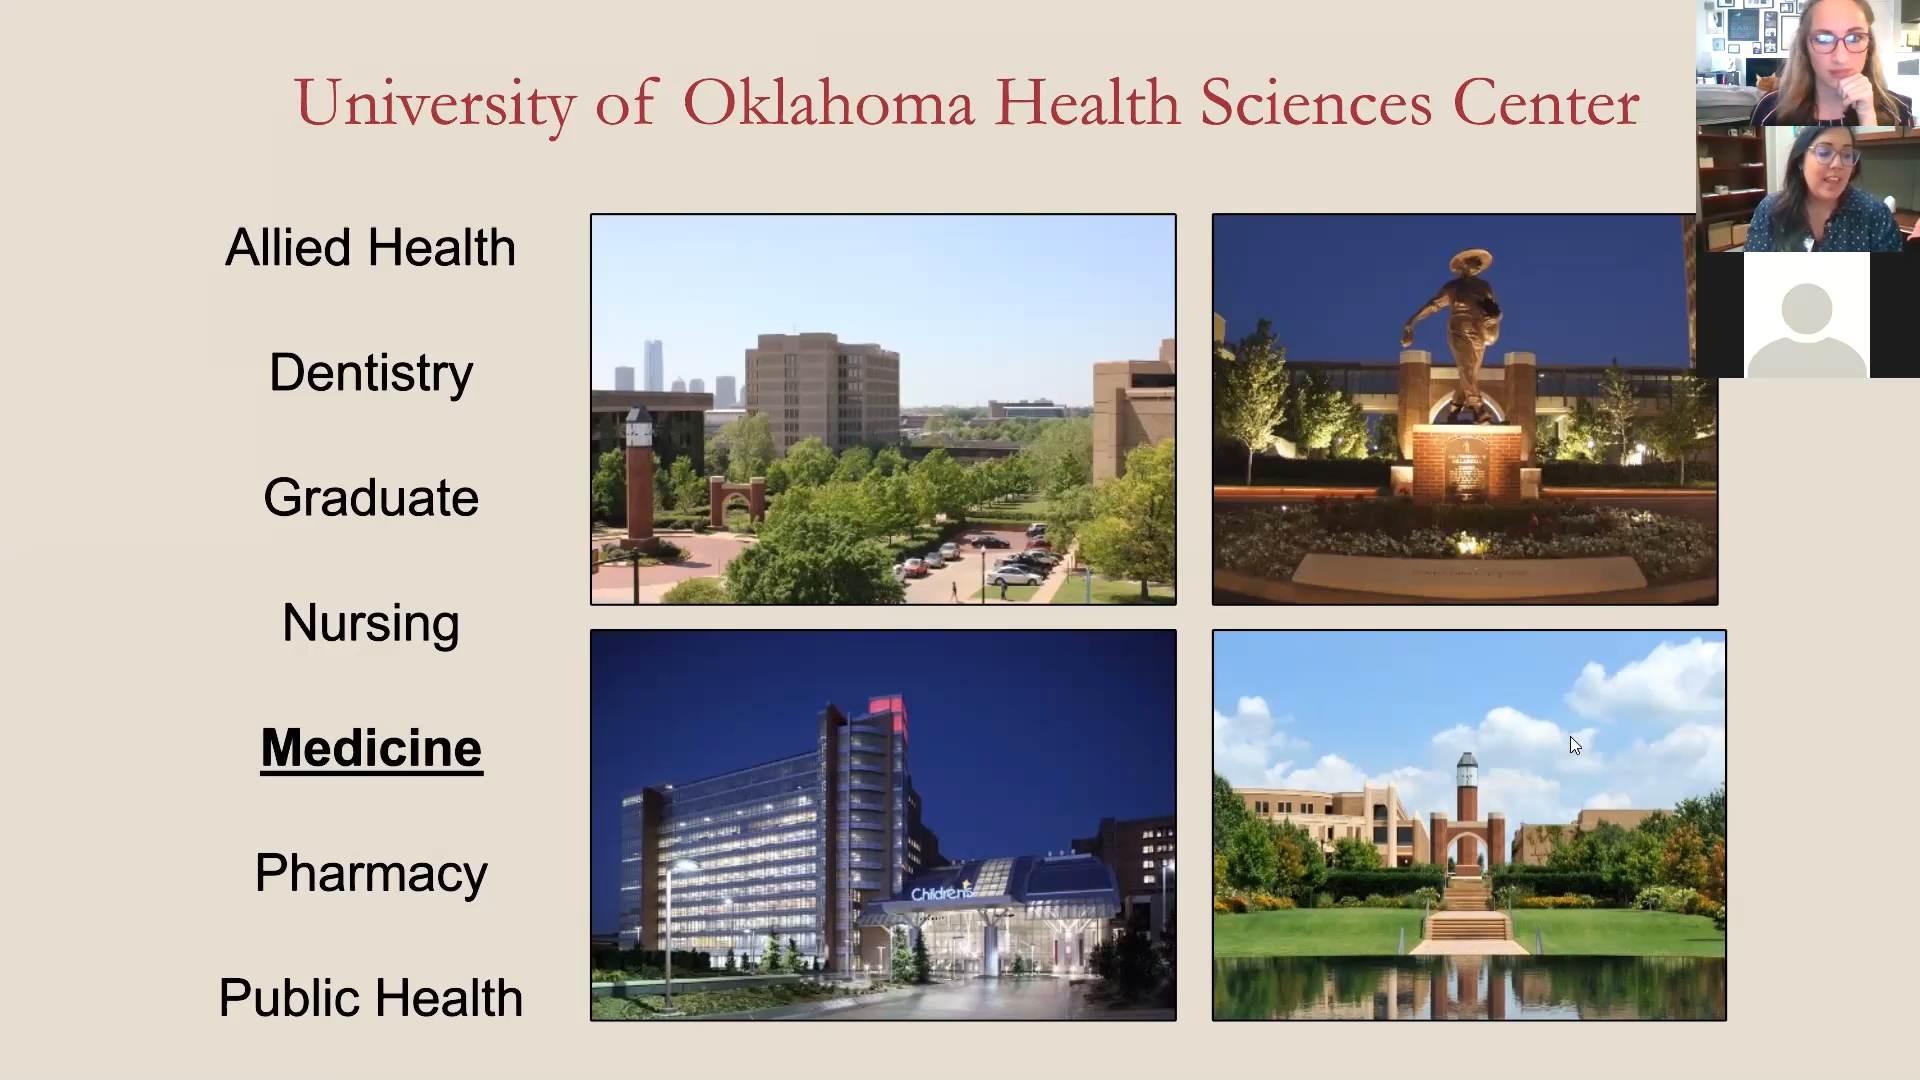 University of Oklahoma Health Sciences Center
Allied Health
Dentistry
Graduate
Nursing
Medicine
Pharmacy
Public Health
Children's